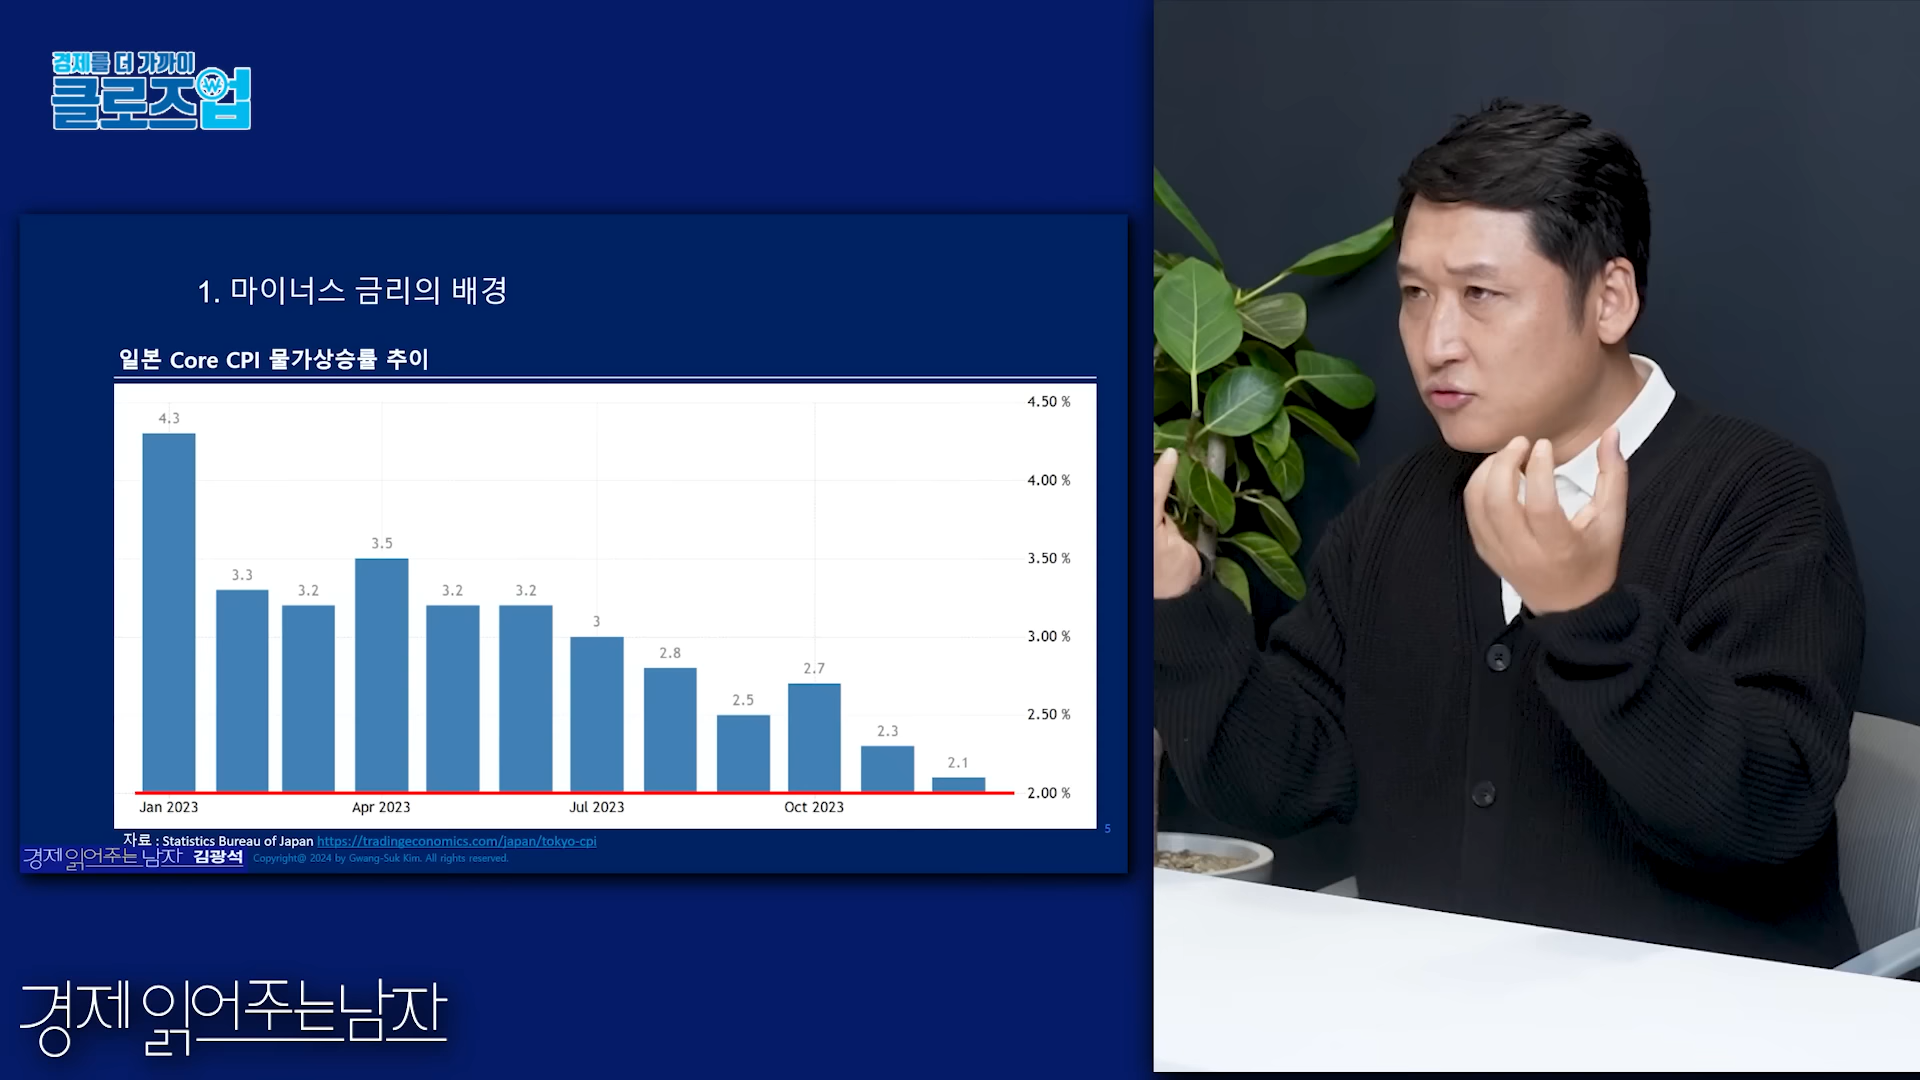 경제를 더 가까이
클로즈업
1. 마이너스 금리의 배경
일본 Core CPI 물가상승률 추이
4.50 %
4.00 %
3.50 %
3.00 %
2.50 %
2.00 %
4.3
3.3
3.2
3.5
3.2
3.2
3
2.8
2.5
2.7
2.3
2.1
Jan 2023
Apr 2023
Jul 2023
Oct 2023
자료 : Statistics Bureau of Japan https://tradingeconomics.com/japan/tokyo-cpi
5
경제읽어주는남자 김광석 Copyright@ 2024 by Gwang-Suk Kim. All rights reserved.
경제읽어주는남자